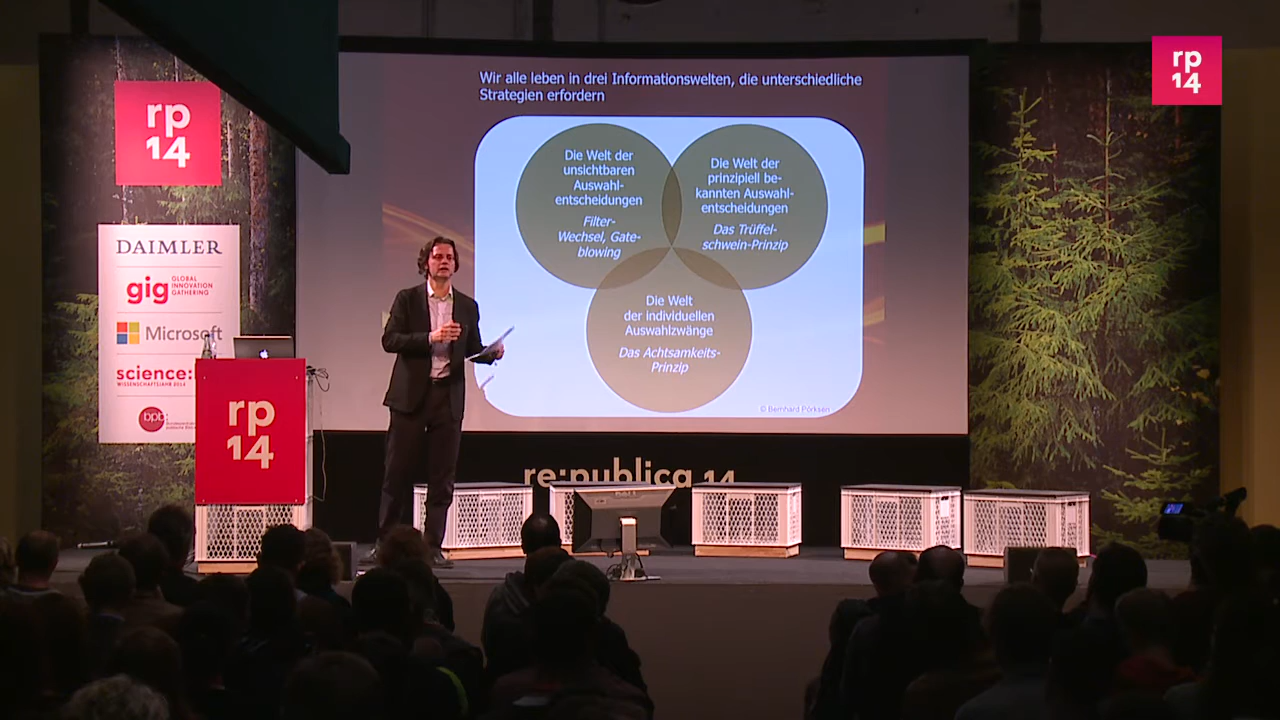 rp
14
Wir alle leben in drei Informationswelten, die unterschiedliche
Strategien erfordern
Die Welt der
unsichtbaren
Auswahl-
entscheidungen
Filter-
Wechsel, Gate-
blowing
Die Welt der
prinzipiell be-
kannten Auswahl-
entscheidungen
Das Trüffel-
schwein-Prinzip
Die Welt
der individuellen
Auswahlzwänge
Das Achtsamkeits-
Prinzip
© Bernhard Pörksen
rp
14
DAIMLER
gig GLOBAL
INNOVATION
GATHERING
Microsoft
science:
WISSENSCHAFTSJAHR 2014
bpb:
rp
14
re:publica 14